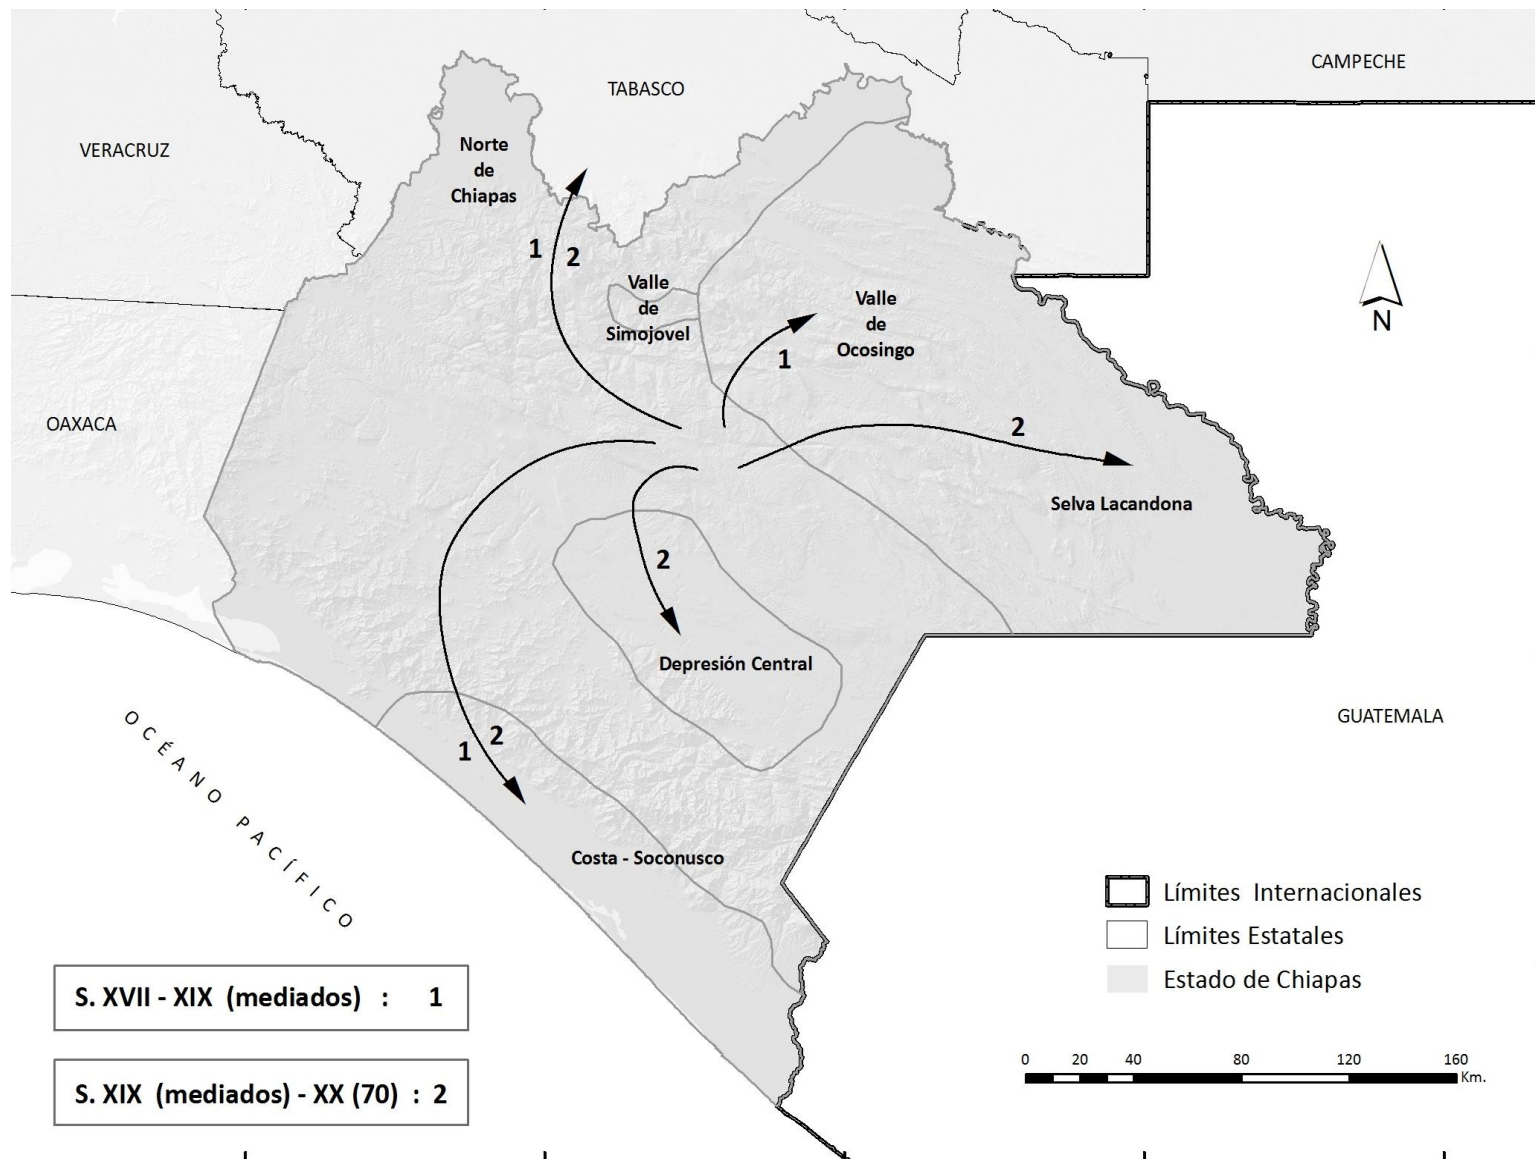 CAMPECHE
TABASCO
VERACRUZ
Norte
de
Chiapas
1
2
Valle
de
Simojovel
Valle
de
Ocosingo
1
N
OAXACA
2
Selva Lacandona
2
Depresión Central
GUATEMALA
1
2
OCÉANO PACÍFICO
Costa - Soconusco
Límites Internacionales
Límites Estatales
Estado de Chiapas
S. XVII - XIX (mediados) : 1
S. XIX (mediados) - XX (70) : 2
0 20 40 80 120 160
Km.